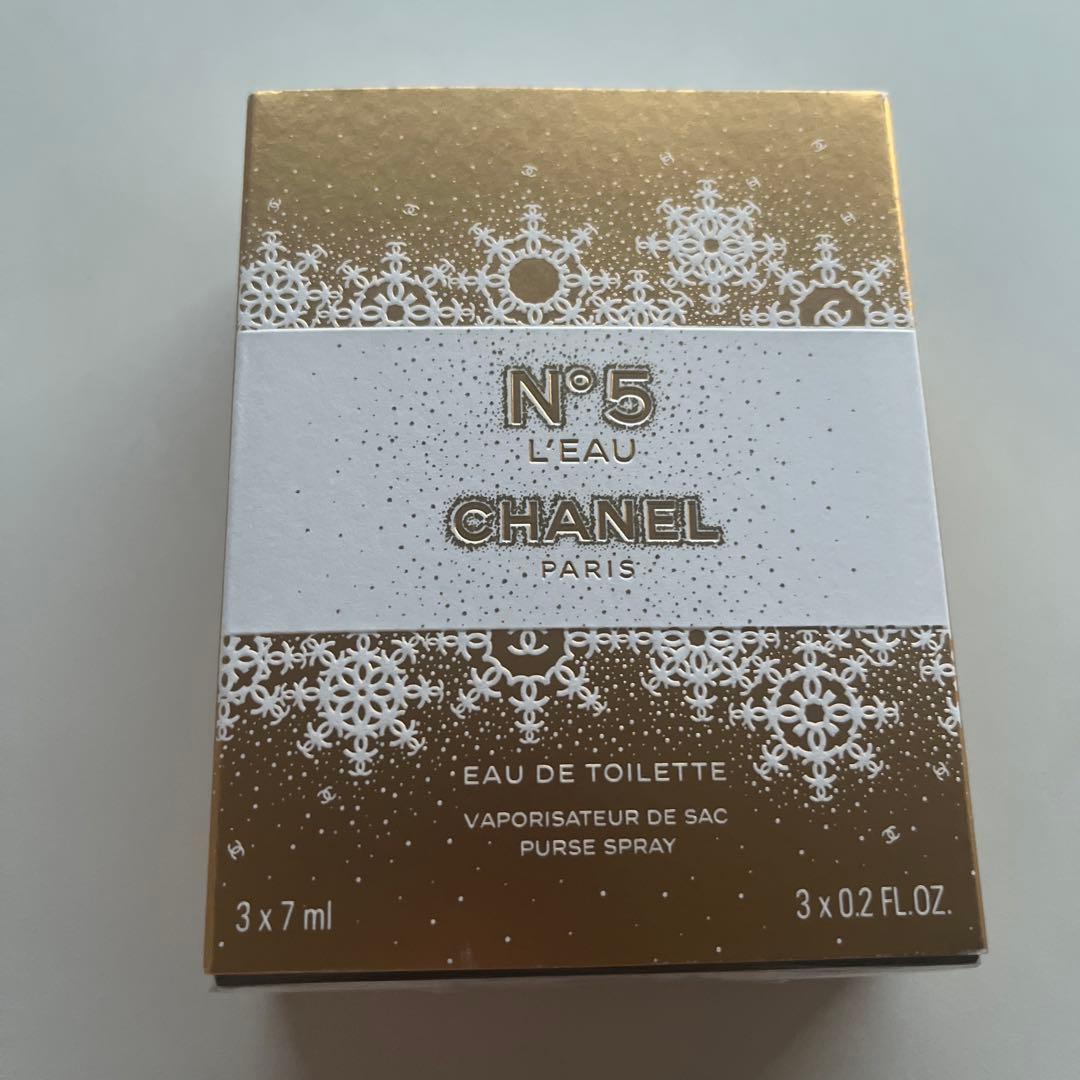 N°5
L'EAU
CHANEL
PARIS
EAU DE TOILETTE
VAPORISATEUR DE SAC
PURSE SPRAY
3 x 7 ml
3 x 0.2 FL.OZ.